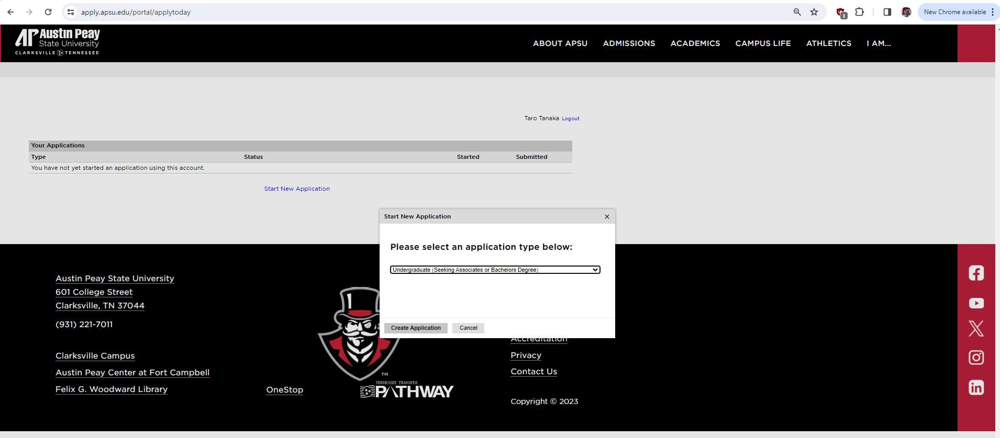 apply.apsu.edu/portal/applytoday
3
New Chrome available
AP Austin Peay
State University
CLARKSVILLE TENNESSEE
ABOUT APSU ADMISSIONS ACADEMICS CAMPUS LIFE ATHLETICS I AM...
Taro Tanaka Logout
Your Applications
Type Status Started Submitted
You have not yet started an application using this account.
Start New Application
Start New Application
Please select an application type below:
Undergraduate (Seeking Associates or Bachelors Degree)
Create Application Cancel
Austin Peay State University
601 College Street
Clarksville, TN 37044
(931) 221-7011
Clarksville Campus
Austin Peay Center at Fort Campbell
Felix G. Woodward Library
OneStop
TM
TENNESSEE TRANSFER
PATHWAY
Accreditation
Privacy
Contact Us
Copyright © 2023